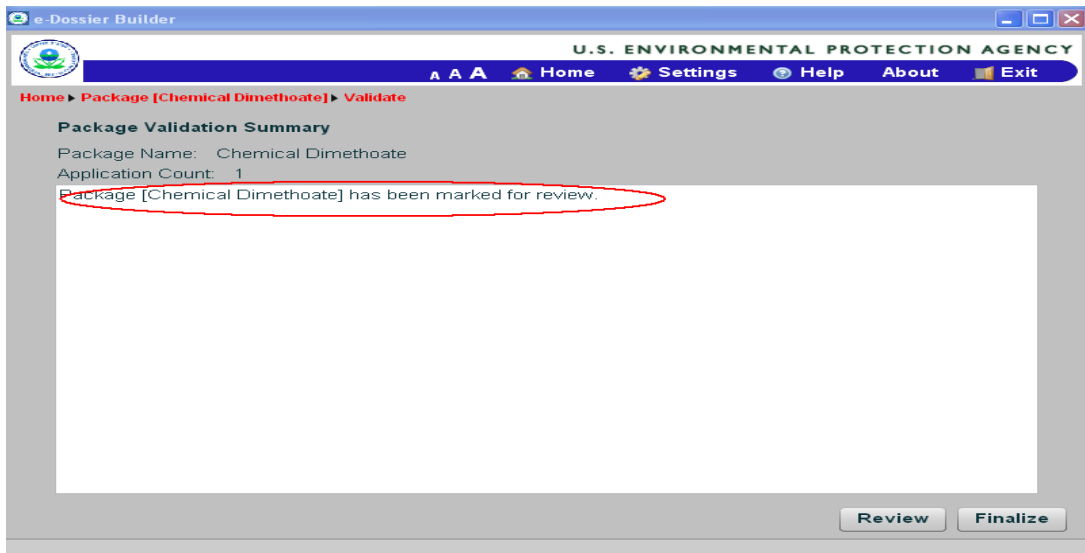 e-Dossier Builder
U.S. ENVIRONMENTAL PROTECTION AGENCY
A A A Home Settings Help About Exit
Home ▸ Package [Chemical Dimethoate] ▸ Validate
Package Validation Summary
Package Name: Chemical Dimethoate
Application Count: 1
Package [Chemical Dimethoate] has been marked for review.
Review Finalize